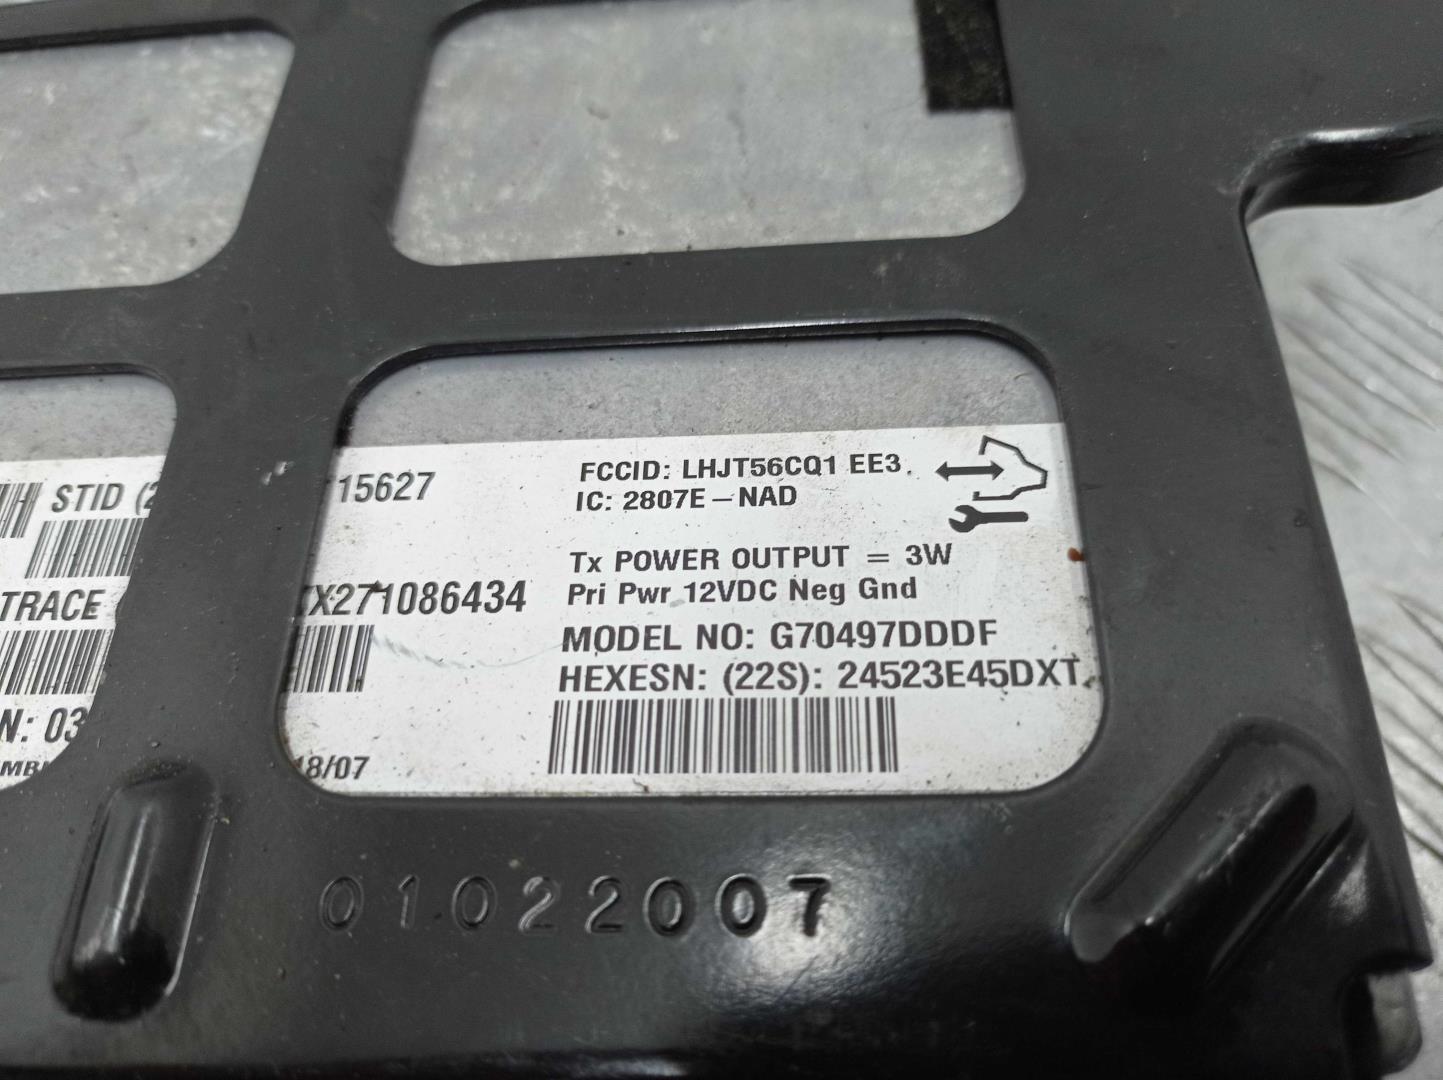 STID (2
TRACE
N: 03
15627
X271086434
18/07
FCCID: LHJT56CQ1 EE3
IC: 2807E – NAD
Tx POWER OUTPUT = 3W
Pri Pwr 12VDC Neg Gnd
MODEL NO: G70497DDDF
HEXESN: (22S): 24523E45DXT
01022007